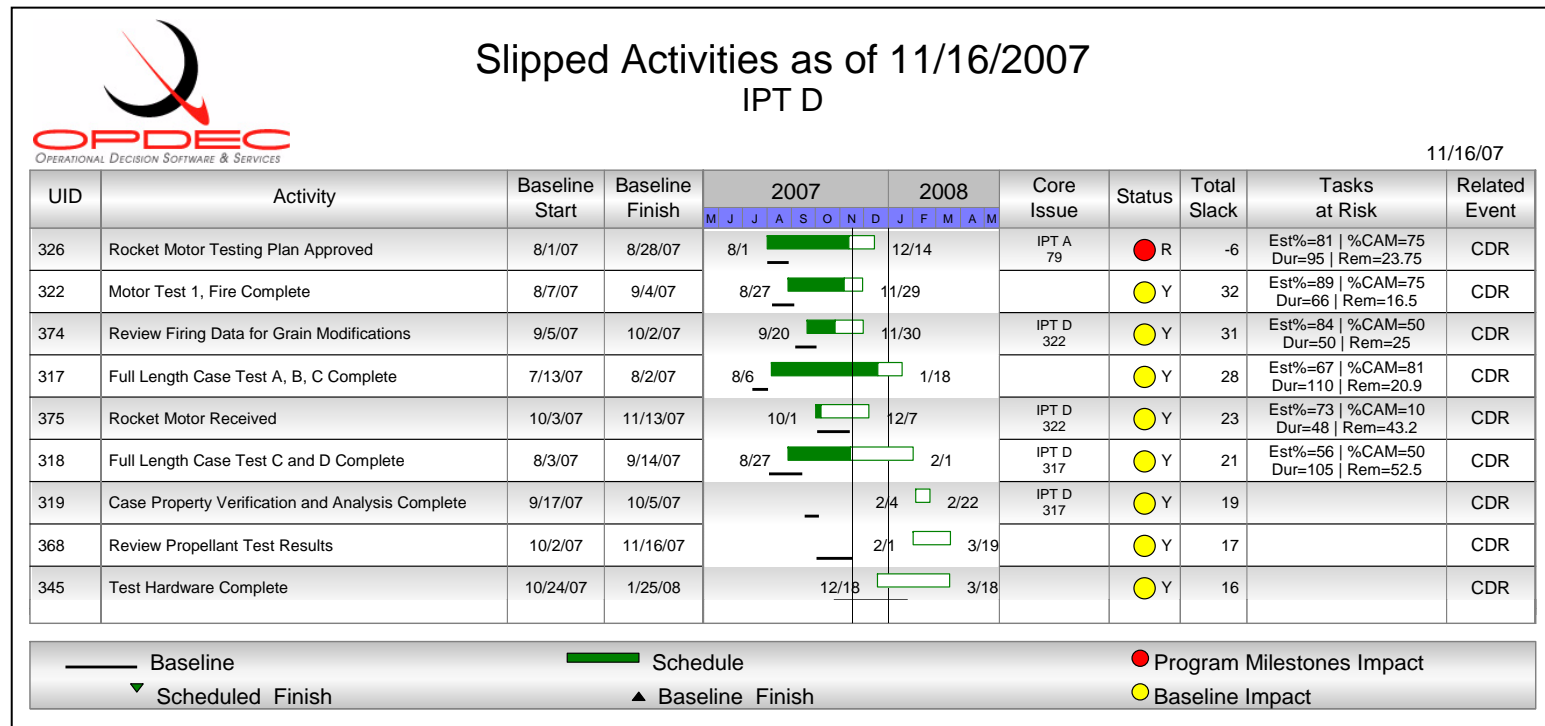 Slipped Activities as of 11/16/2007
IPT D
OPDEC
OPERATIONAL DECISION SOFTWARE & SERVICES
11/16/07
UID Activity Baseline Start Baseline Finish 2007 2008 Core Issue Status Total Slack Tasks at Risk Related Event
M J J A S O N D J F M A M
326 Rocket Motor Testing Plan Approved 8/1/07 8/28/07 8/1 12/14 IPT A 79 R -6 Est%=81 | %CAM=75 Dur=95 | Rem=23.75 CDR
322 Motor Test 1, Fire Complete 8/7/07 9/4/07 8/27 11/29 Y 32 Est%=89 | %CAM=75 Dur=66 | Rem=16.5 CDR
374 Review Firing Data for Grain Modifications 9/5/07 10/2/07 9/20 11/30 IPT D 322 Y 31 Est%=84 | %CAM=50 Dur=50 | Rem=25 CDR
317 Full Length Case Test A, B, C Complete 7/13/07 8/2/07 8/6 1/18 Y 28 Est%=67 | %CAM=81 Dur=110 | Rem=20.9 CDR
375 Rocket Motor Received 10/3/07 11/13/07 10/1 12/7 IPT D 322 Y 23 Est%=73 | %CAM=10 Dur=48 | Rem=43.2 CDR
318 Full Length Case Test C and D Complete 8/3/07 9/14/07 8/27 2/1 IPT D 317 Y 21 Est%=56 | %CAM=50 Dur=105 | Rem=52.5 CDR
319 Case Property Verification and Analysis Complete 9/17/07 10/5/07 2/4 2/22 IPT D 317 Y 19 CDR
368 Review Propellant Test Results 10/2/07 11/16/07 2/1 3/19 Y 17 CDR
345 Test Hardware Complete 10/24/07 1/25/08 12/18 3/18 Y 16 CDR
Baseline Schedule Program Milestones Impact
Scheduled Finish Baseline Finish Baseline Impact